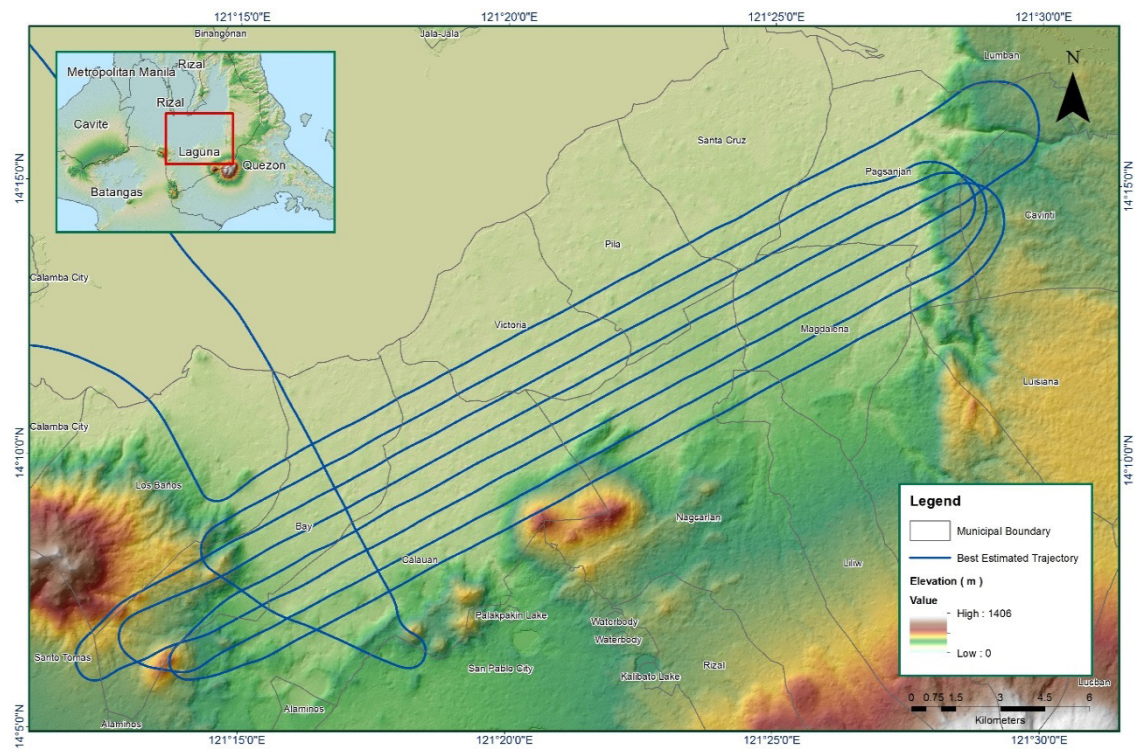 121°15'0"E
121°20'0"E
121°25'0"E
121°30'0"E
Binangonan
Jala-Jala
Lumban
N
Rizal
Metropolitan Manila
Rizal
Cavite
Laguna
Quezon
Batangas
Santa Cruz
14°15'0"N
14°15'0"N
Pagsanjan
Cavinti
Pila
Calamba City
Victoria
Magdalena
Luisiana
Calamba City
14°10'0"N
14°10'0"N
Los Baños
Bay
Nagcarlan
Calauan
Liliw
Palakpakin Lake
Waterbody
Waterbody
Santo Tomas
San Pablo City
Rizal
Kalibato Lake
Lucban
Alaminos
Alaminos
14°5'0"N
14°5'0"N
Legend
Municipal Boundary
Best Estimated Trajectory
Elevation ( m )
Value
High : 1406
Low : 0
0 0.75 1.5 3 4.5 6
Kilometers
121°15'0"E
121°20'0"E
121°25'0"E
121°30'0"E